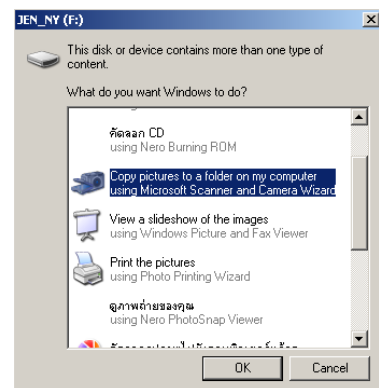 JEN_NY (F:)
This disk or device contains more than one type of
content.
What do you want Windows to do?
คัดลอก CD
using Nero Burning ROM
Copy pictures to a folder on my computer
using Microsoft Scanner and Camera Wizard
View a slideshow of the images
using Windows Picture and Fax Viewer
Print the pictures
using Photo Printing Wizard
ดูภาพถ่ายของคุณ
using Nero PhotoSnap Viewer
OK
Cancel